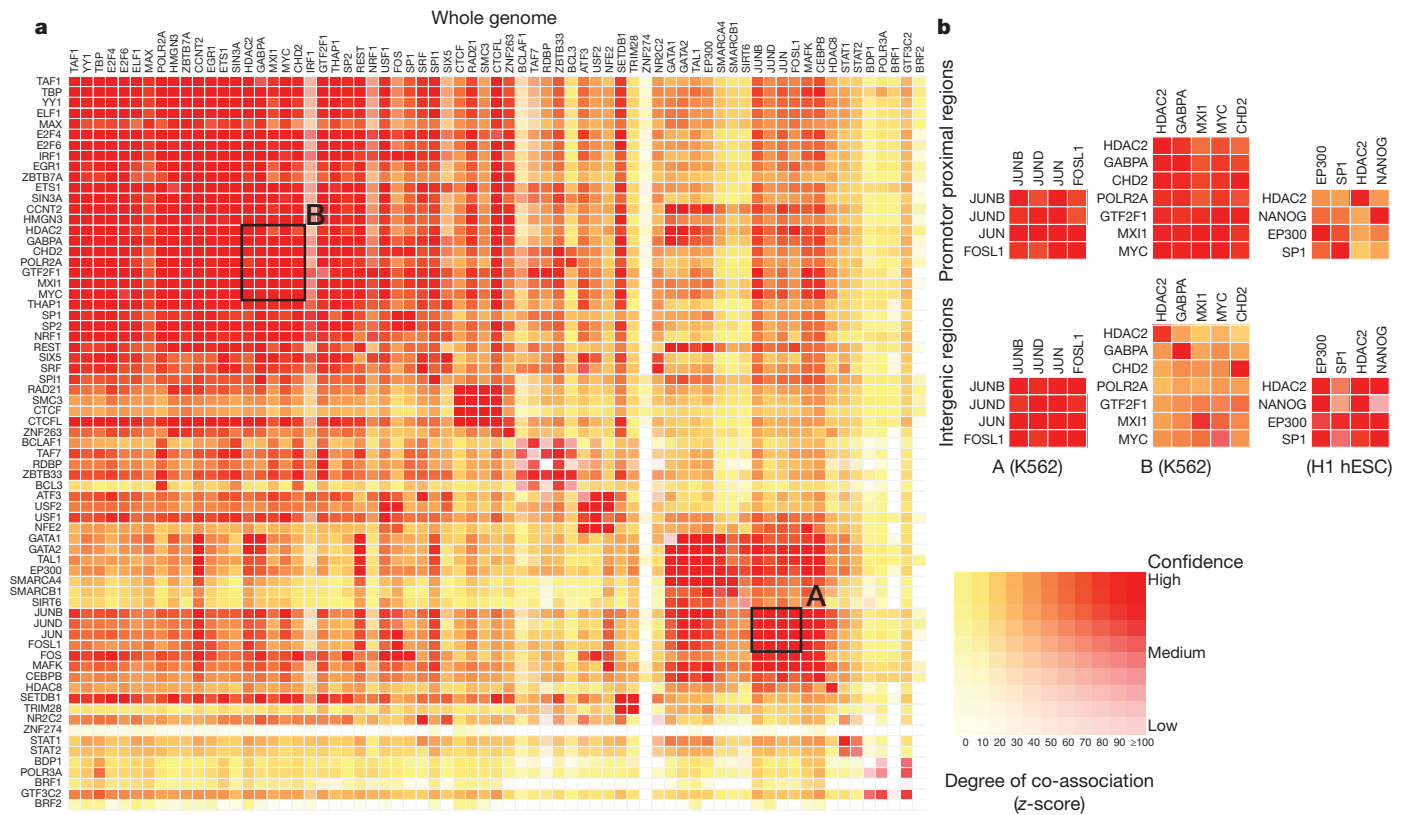 a
Whole genome
TAF1 YY1 TBP E2F4 E2F6 ELF1 MAX POLR2A HMGN3 ZBTB7A CCNT2 EGR1 ETS1 SIN3A HDAC2 GABPA MXI1 MYC CHD2 IRF1 GTF2F1 THAP1 SP2 REST NRF1 USF1 FOS SP1 SRF SPI1 SIX5 CTCF RAD21 SMC3 CTCFL ZNF263 BCLAF1 TAF7 RDBP ZBTB33 BCL3 ATF3 USF2 NFE2 SETDB1 TRIM28 ZNF274 NR2C2 GATA1 GATA2 TAL1 EP300 SMARCA4 SMARCB1 SIRT6 JUNB JUND JUN FOSL1 MAFK CEBPB HDAC8 STAT1 STAT2 BDP1 POLR3A BRF1 GTF3C2 BRF2
TAF1
TBP
YY1
ELF1
MAX
E2F4
E2F6
IRF1
EGR1
ZBTB7A
ETS1
SIN3A
CCNT2
HMGN3
HDAC2
GABPA
CHD2
POLR2A
GTF2F1
MXI1
MYC
THAP1
SP1
SP2
NRF1
REST
SIX5
SRF
SPI1
RAD21
SMC3
CTCF
CTCFL
ZNF263
BCLAF1
TAF7
RDBP
ZBTB33
BCL3
ATF3
USF2
USF1
NFE2
GATA1
GATA2
TAL1
EP300
SMARCA4
SMARCB1
SIRT6
JUNB
JUND
JUN
FOSL1
FOS
MAFK
CEBPB
HDAC8
SETDB1
TRIM28
NR2C2
ZNF274
STAT1
STAT2
BDP1
POLR3A
BRF1
GTF3C2
BRF2
B
A
b
Promotor proximal regions
JUNB JUND JUN FOSL1
JUNB
JUND
JUN
FOSL1
HDAC2 GABPA MXI1 MYC CHD2
HDAC2
GABPA
CHD2
POLR2A
GTF2F1
MXI1
MYC
EP300 SP1 HDAC2 NANOG
HDAC2
NANOG
EP300
SP1
Intergenic regions
JUNB JUND JUN FOSL1
JUNB
JUND
JUN
FOSL1
A (K562)
HDAC2 GABPA MXI1 MYC CHD2
HDAC2
GABPA
CHD2
POLR2A
GTF2F1
MXI1
MYC
B (K562)
EP300 SP1 HDAC2 NANOG
HDAC2
NANOG
EP300
SP1
(H1 hESC)
Confidence
High
Medium
Low
0 10 20 30 40 50 60 70 80 90 ≥100
Degree of co-association
(z-score)